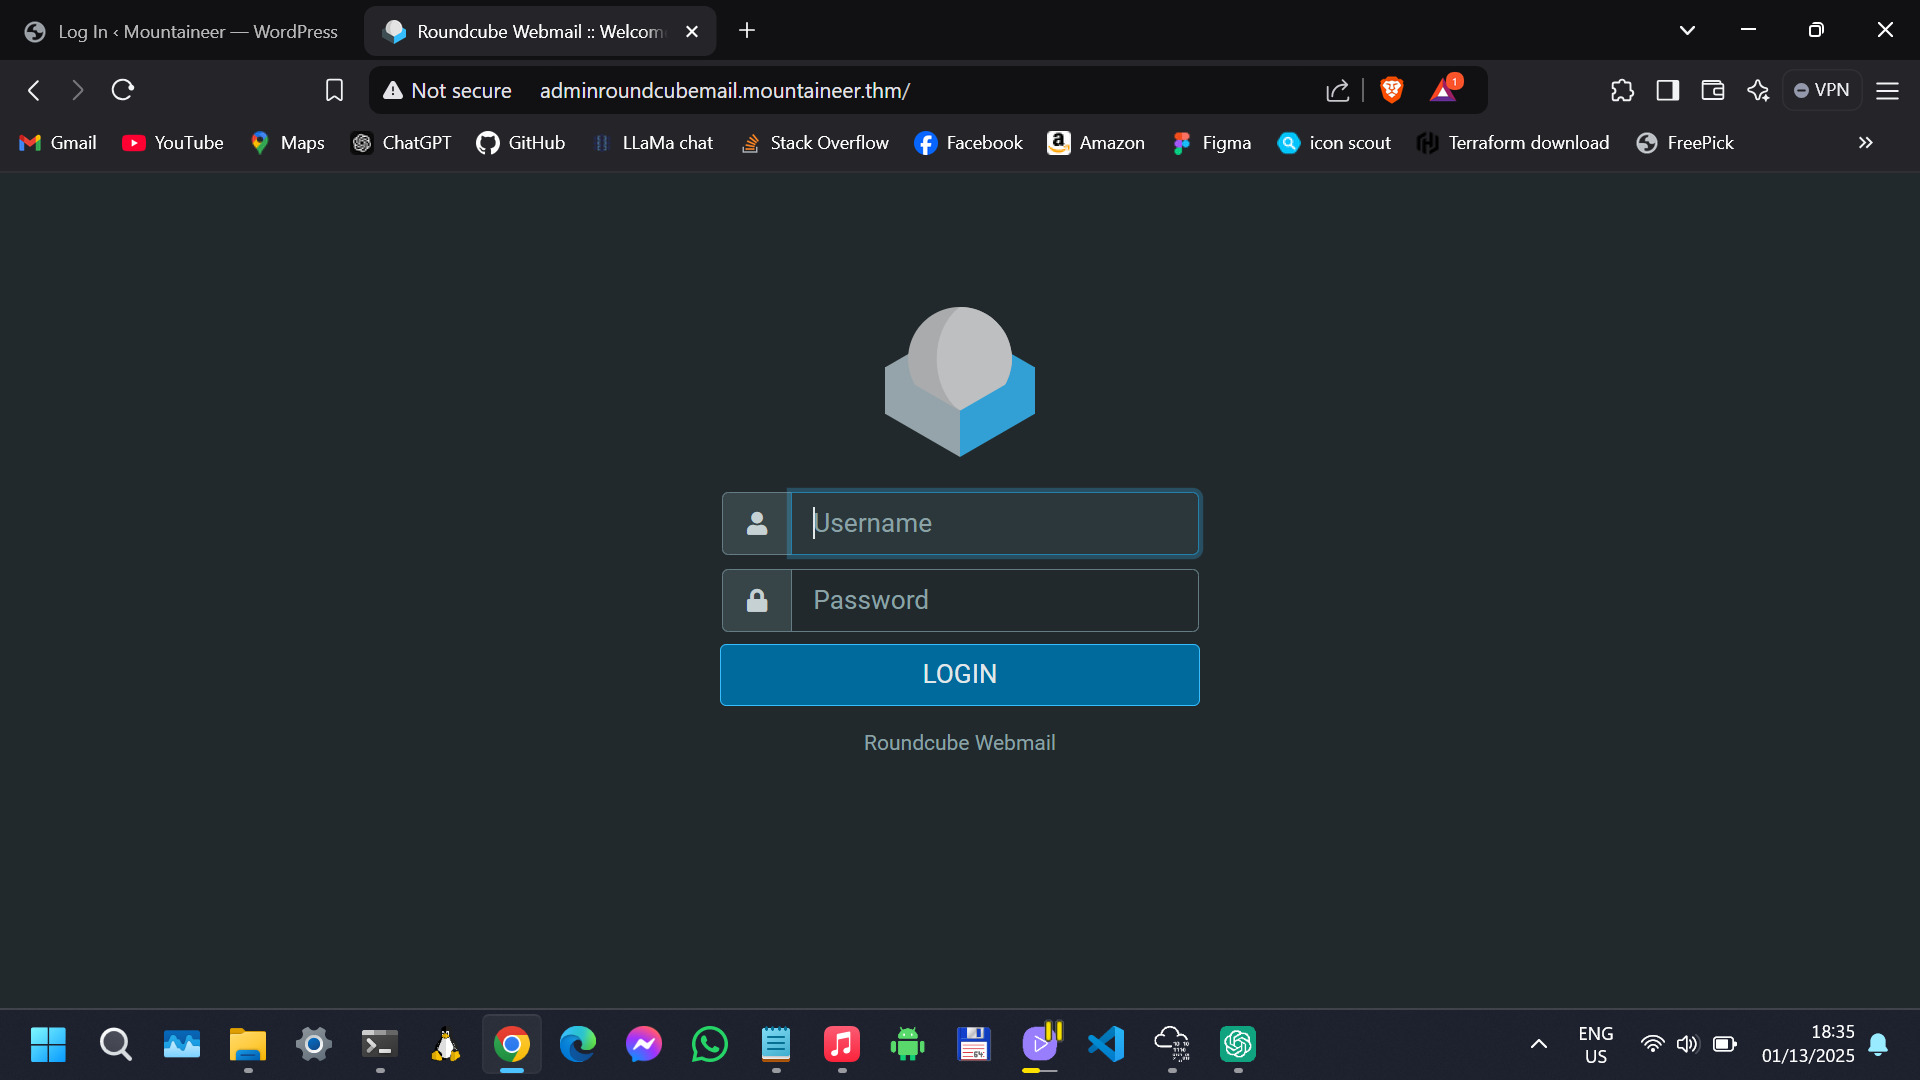 Log In ‹ Mountaineer — WordPress
Roundcube Webmail :: Welcom
Not secure
adminroundcubemail.mountaineer.thm/
1
VPN
Gmail
YouTube
Maps
ChatGPT
GitHub
LLaMa chat
Stack Overflow
Facebook
Amazon
Figma
icon scout
Terraform download
FreePick
Username
Password
LOGIN
Roundcube Webmail
ENG
US
18:35
01/13/2025